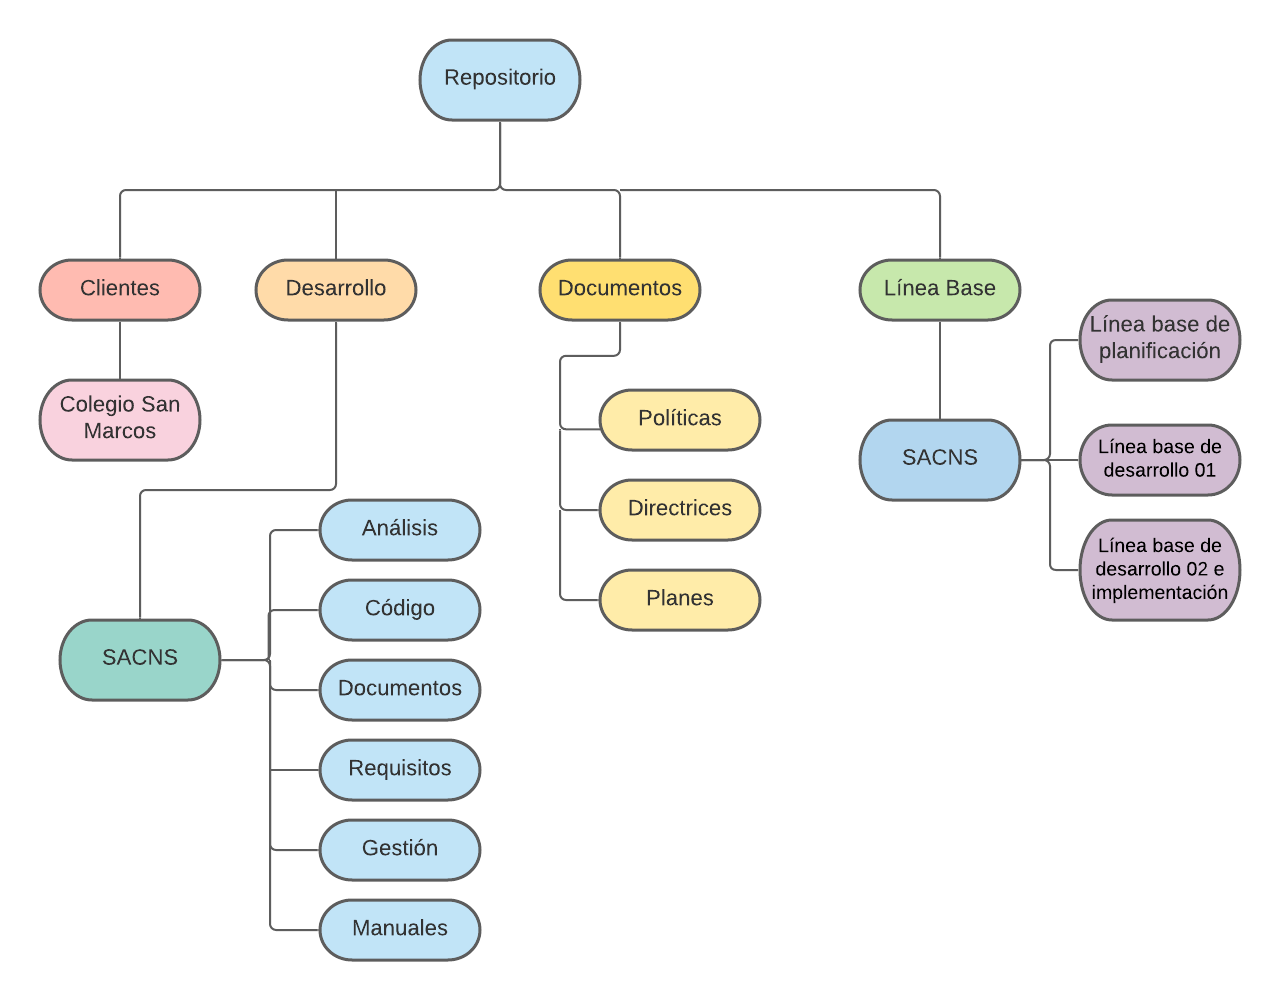 Repositorio
Clientes
Desarrollo
Documentos
Línea Base
Colegio San
Marcos
Políticas
Directrices
Planes
SACNS
Línea base de
planificación
Línea base de
desarrollo 01
Línea base de
desarrollo 02 e
implementación
SACNS
Análisis
Código
Documentos
Requisitos
Gestión
Manuales